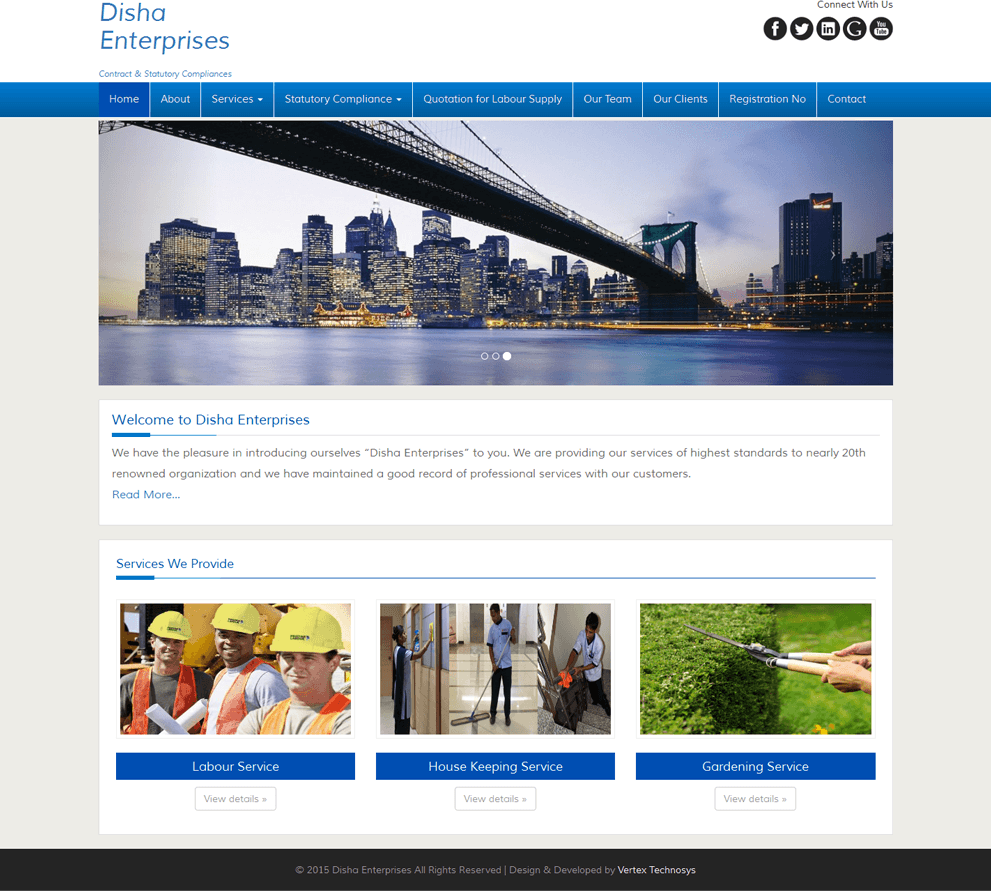 Disha
Enterprises
Contract & Statutory Compliances
Connect With Us
You
Tube
Home About Services Statutory Compliance Quotation for Labour Supply Our Team Our Clients Registration No Contact
Welcome to Disha Enterprises
We have the pleasure in introducing ourselves “Disha Enterprises” to you. We are providing our services of highest standards to nearly 20th
renowned organization and we have maintained a good record of professional services with our customers.
Read More...
Services We Provide
Labour Service House Keeping Service Gardening Service
View details » View details » View details »
© 2015 Disha Enterprises All Rights Reserved | Design & Developed by Vertex Technosys